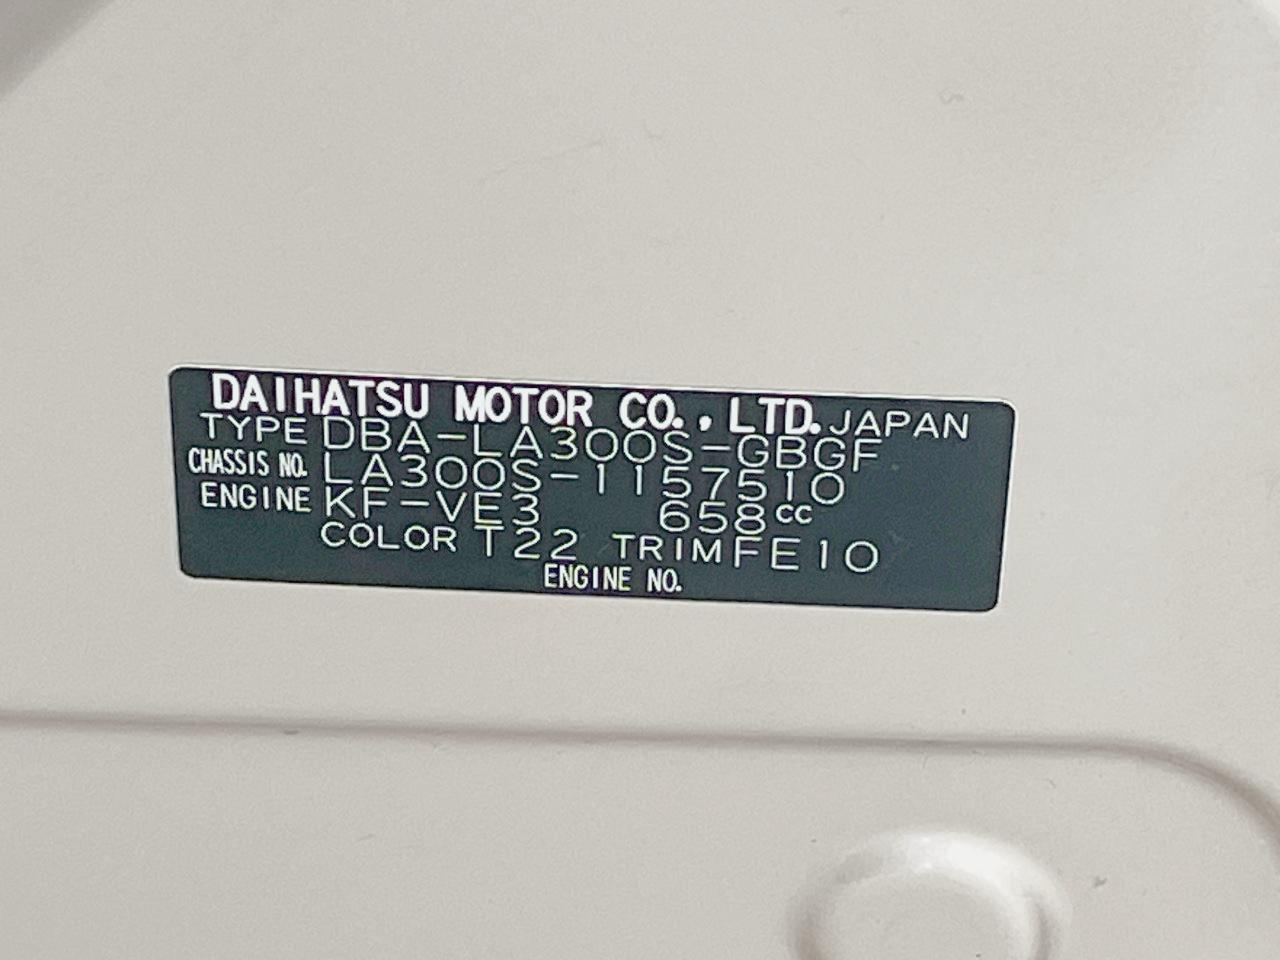 DAIHATSU MOTOR CO., LTD. JAPAN
TYPE DBA-LA300S-GBGF
CHASSIS NO. LA300S-1157510
ENGINE KF-VE3 658cc
COLOR T22 TRIM FE10
ENGINE NO.